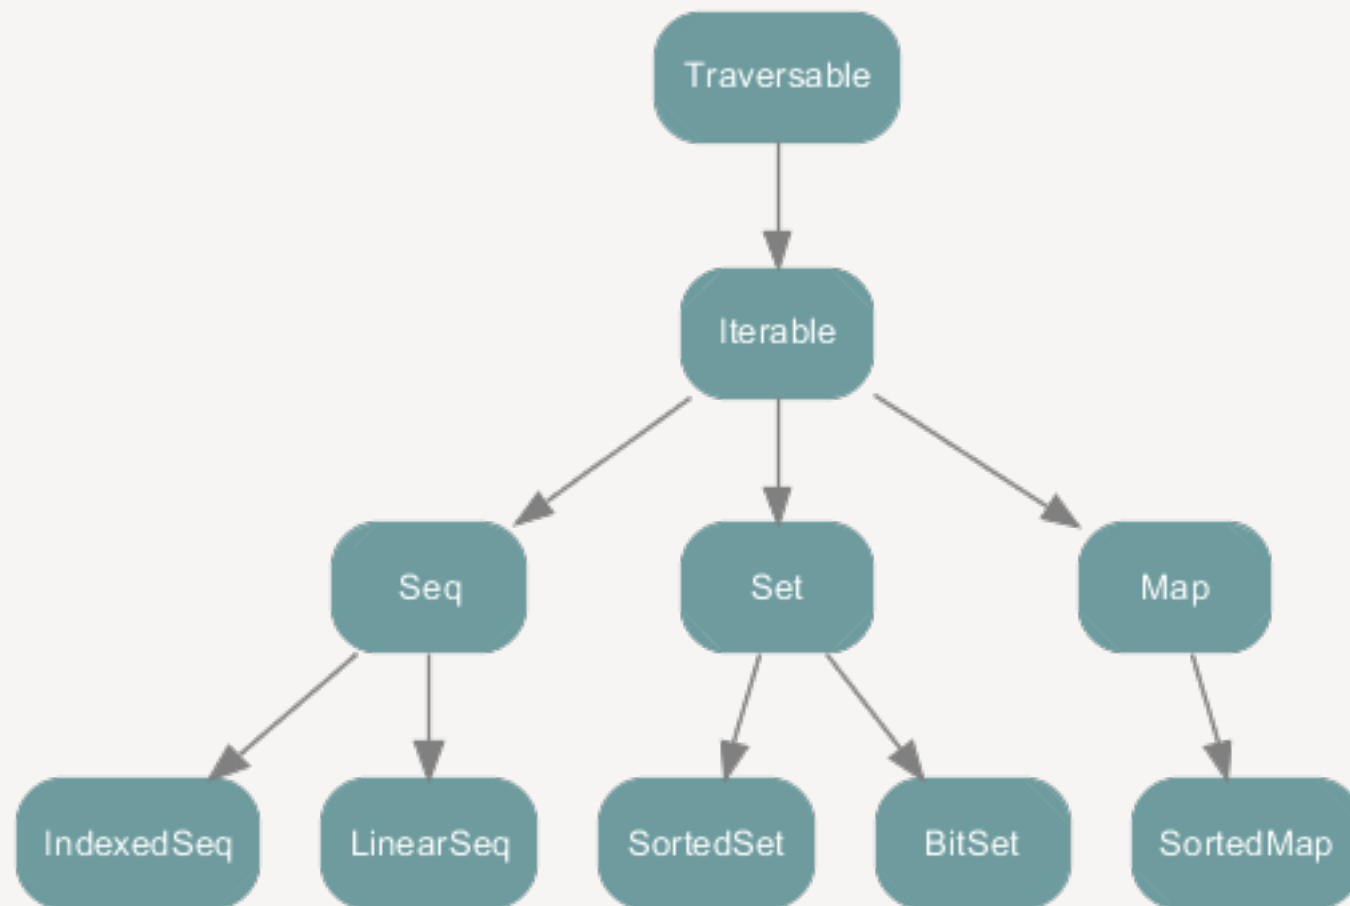 Traversable
Iterable
Seq
Set
Map
IndexedSeq
LinearSeq
SortedSet
BitSet
SortedMap